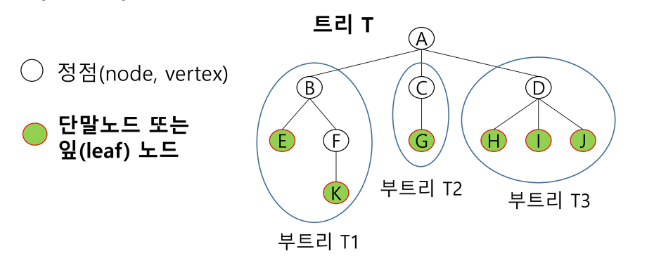 트리 T
정점(node, vertex)
단말노드 또는
잎(leaf) 노드
A
B
C
D
E
F
G
H
I
J
K
부트리 T1
부트리 T2
부트리 T3